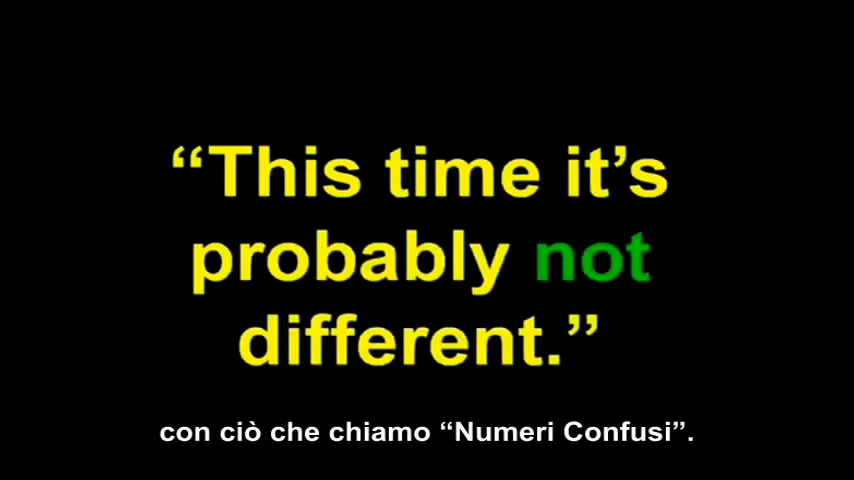 “This time it’s
probably not
different.”
con ciò che chiamo “Numeri Confusi”.